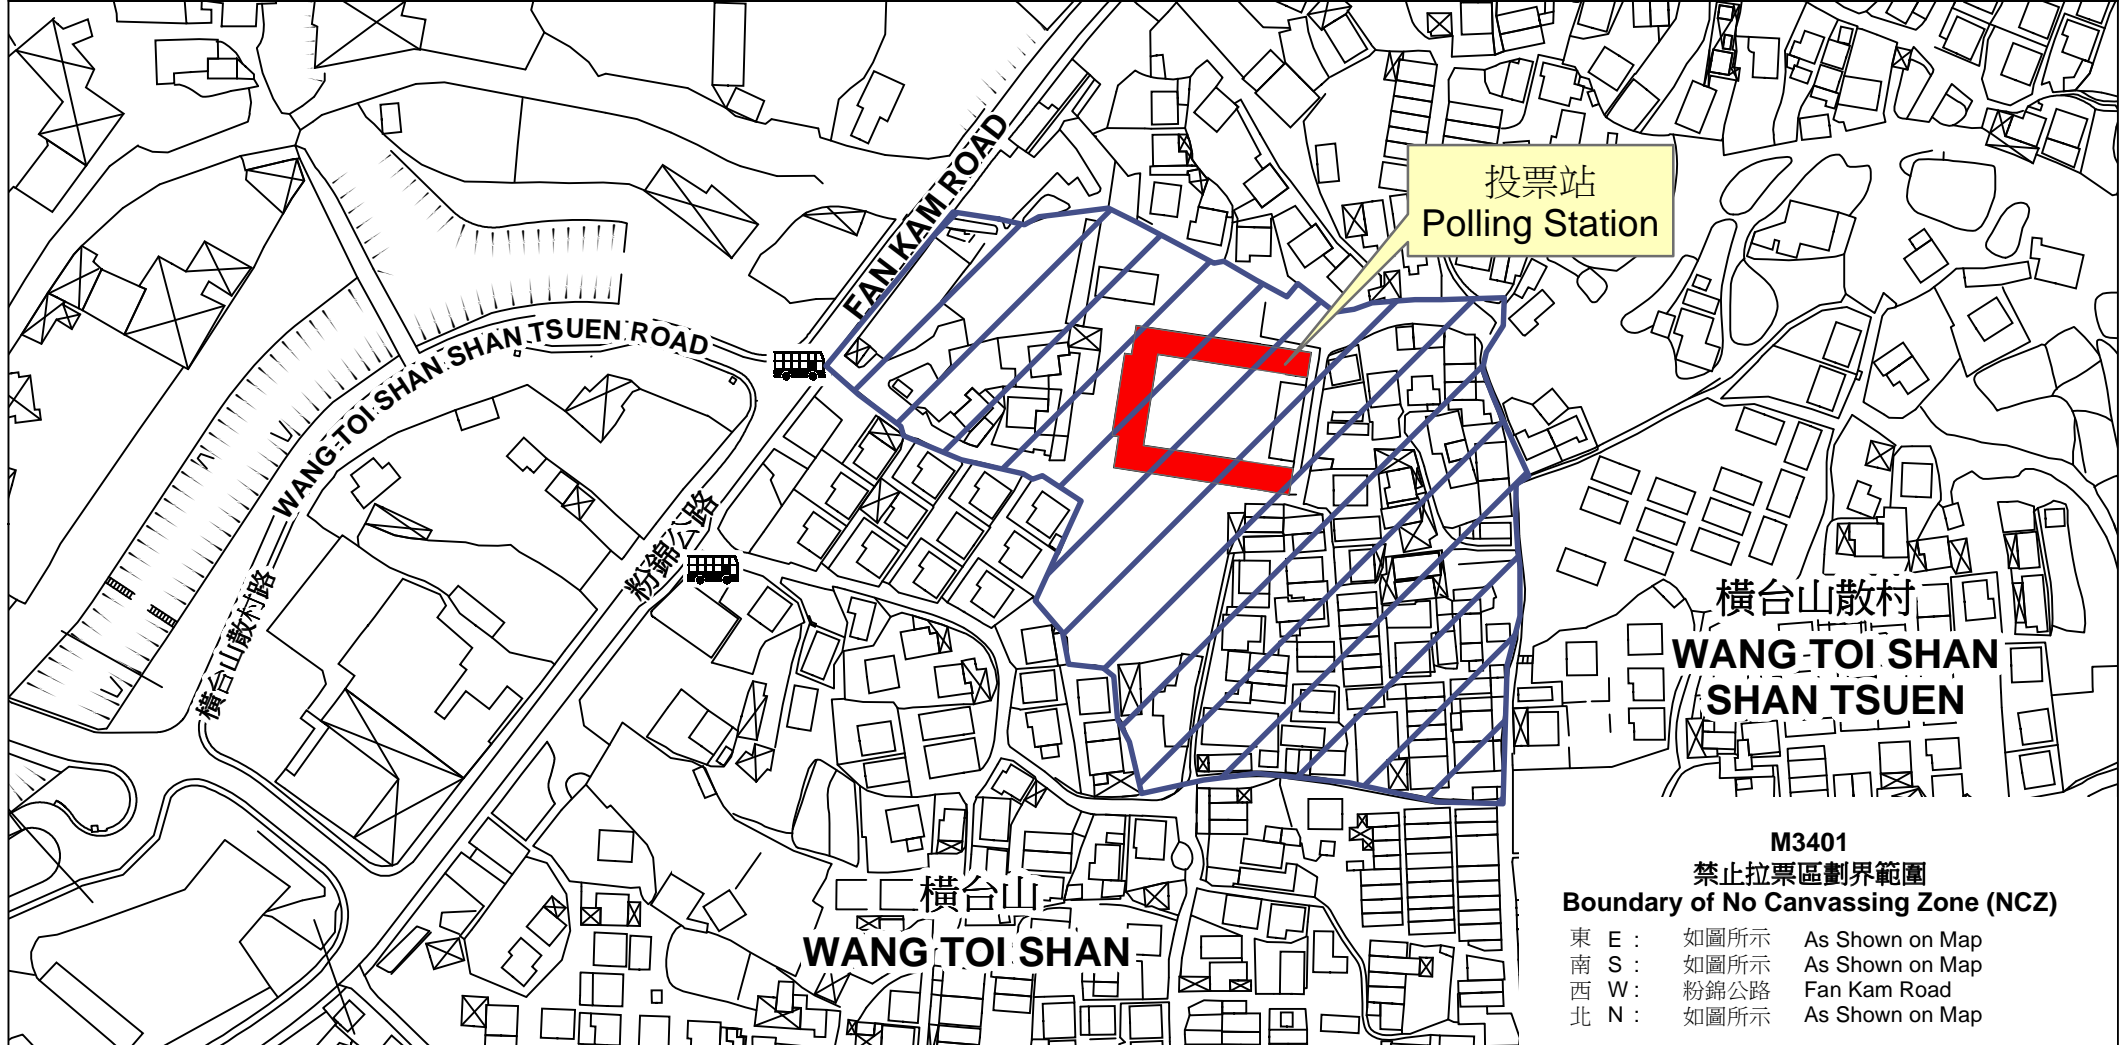 投票站
Polling Station
FAN KAM ROAD
WANG TOI SHAN SHAN TSUEN ROAD
粉錦公路
橫台山散村路
橫台山散村
WANG TOI SHAN
SHAN TSUEN
橫台山
WANG TOI SHAN
M3401
禁止拉票區劃界範圍
Boundary of No Canvassing Zone (NCZ)
東 E : 如圖所示 As Shown on Map
南 S : 如圖所示 As Shown on Map
西 W : 粉錦公路 Fan Kam Road
北 N : 如圖所示 As Shown on Map